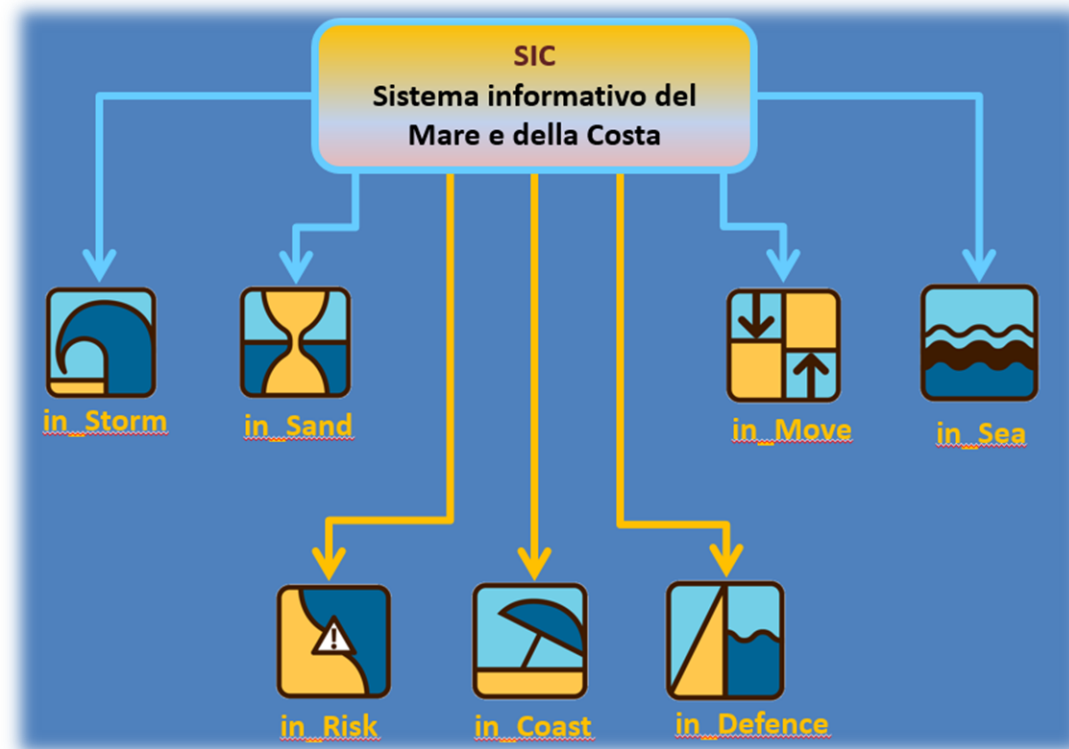 SIC
Sistema informativo del
Mare e della Costa
in_Storm
in_Sand
in_Move
in_Sea
in_Risk
in_Coast
in_Defence